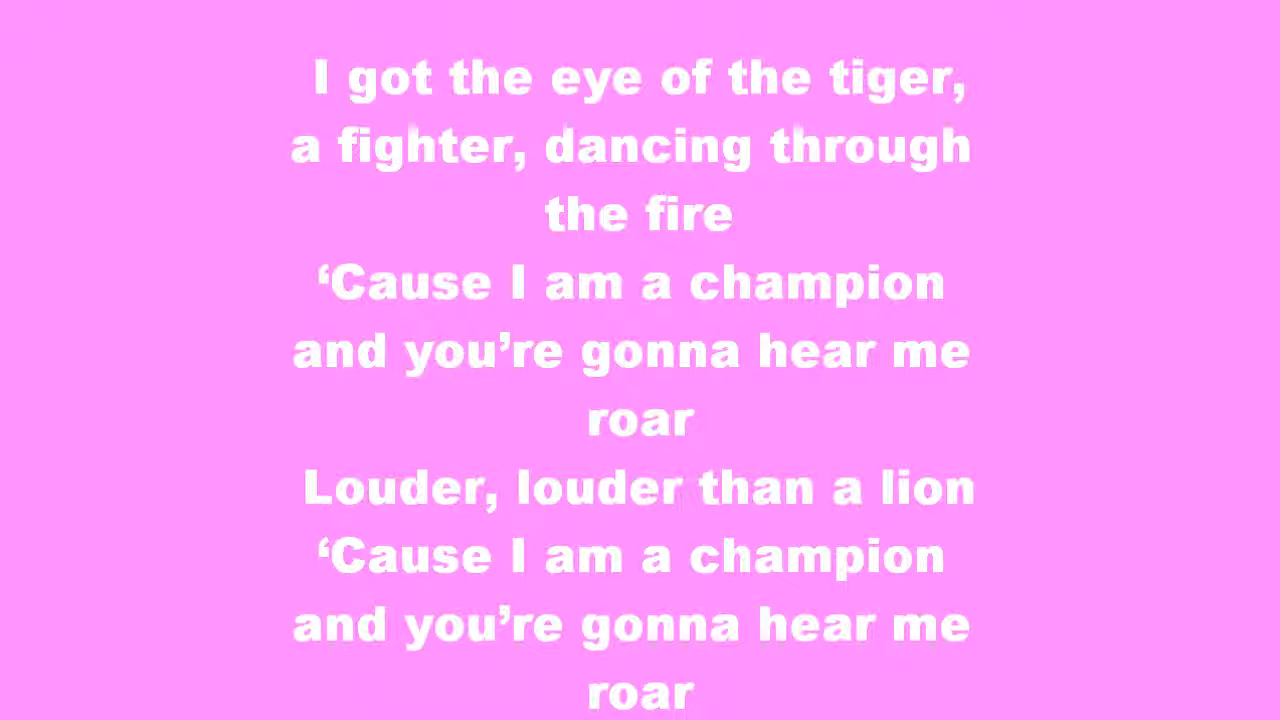 I got the eye of the tiger,
a fighter, dancing through
the fire
‘Cause I am a champion
and you’re gonna hear me
roar
Louder, louder than a lion
‘Cause I am a champion
and you’re gonna hear me
roar